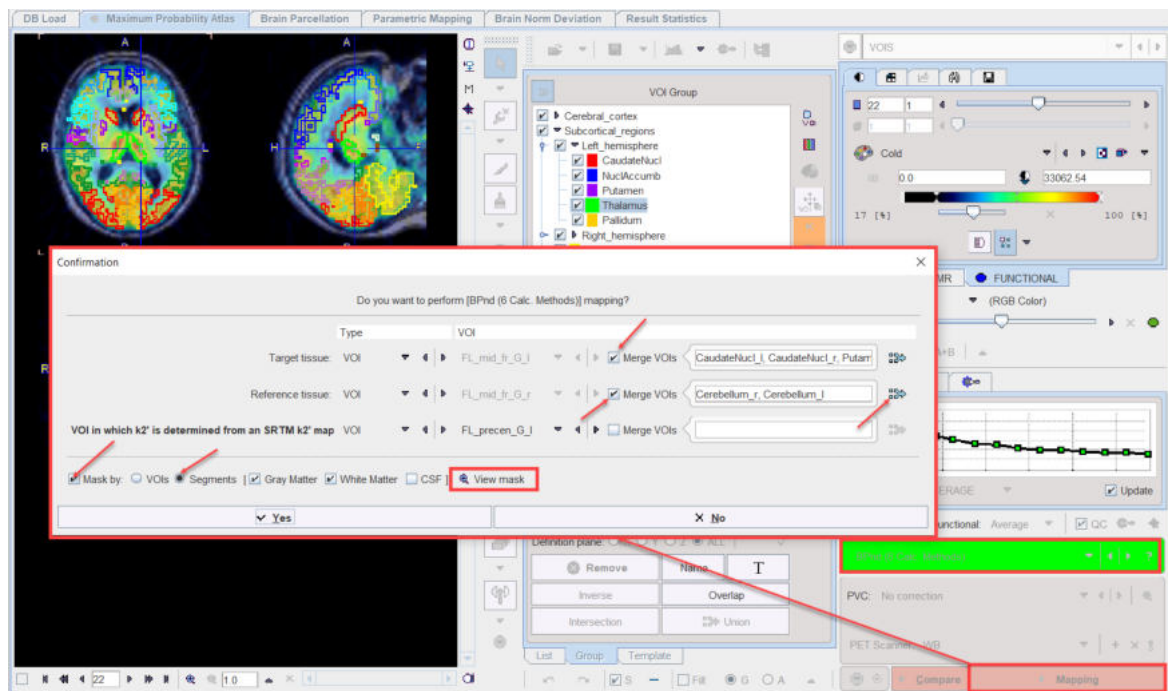 DB Load Maximum Probability Atlas Brain Parcellation Parametric Mapping Brain Norm Deviation Result Statistics
A A
R L H F
M
VOI Group
Cerebral_cortex
Subcortical_regions
Left_hemisphere
CaudateNucl
NuclAccumb
Putamen
Thalamus
Pallidum
Right_hemisphere
VOIS
22 1
1 1
Cold
0.0 33062.54
17 [%] 100 [%]
MR FUNCTIONAL
(RGB Color)
A+B
Confirmation
Do you want to perform [BPnd (6 Calc. Methods)] mapping?
Type VOI
Target tissue: VOI FL_mid_fr_G_l Merge VOIs CaudateNucl_l, CaudateNucl_r, Putam
Reference tissue: VOI FL_mid_fr_G_r Merge VOIs Cerebellum_r, Cerebellum_l
VOI in which k2' is determined from an SRTM k2' map VOI FL_precen_G_l Merge VOIs
Mask by: VOIs Segments [ Gray Matter White Matter CSF ] View mask
Yes No
AVERAGE Update
Functional: Average QC
Definition plane: X Y Z ALL
Remove Name T
Inverse Overlap
Intersection Union
List Group Template
PVC: No correction
PET Scanner: WB
22 1.0 S Fill G O A Compare Mapping